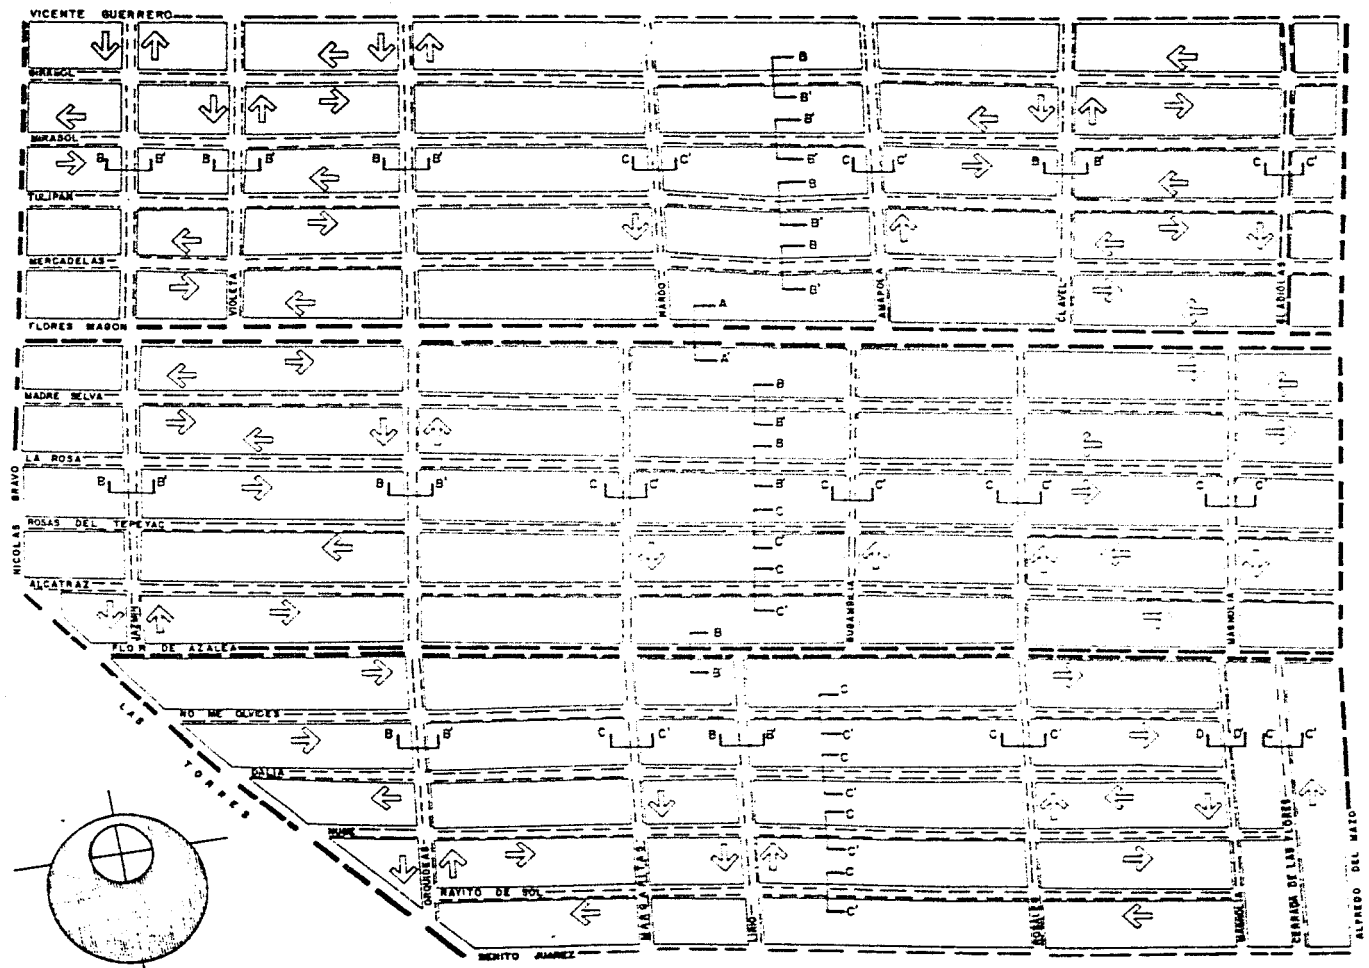 VICENTE GUERRERO
GIRASOL
B
B'
MIRASOL
B
B'
B B' B B' B B' C C' C C' B B' C C'
TULIPAN
B
B'
B
MERCADELAS
B'
VIOLETA
NARDO
AMAPOLA
CLAVEL
GLADIOLAS
A
FLORES MAGON
A'
MADRE SELVA
B
B'
B
LA ROSA
B B' B B' C C' B' C C' C C' C C'
NICOLAS BRAVO
C
ROSAS DEL TEPEYAC
C'
C
ALCATRAZ
C'
JAZMIN
BUGAMBILIA
MAGNOLIA
B
FLOR DE AZALEA
B'
C
LAS TORRES
NO ME OLVIDES
B B' C C' B B' C' C C' D D' C C'
DALIA
C
C
NUBE
C'
C
RAYITO DE SOL
C'
ORQUIDEAS
MARGARITAS
LIRIO
MAGNOLIA
CERRADA DE LAS FLORES
ALFREDO DEL MAZO
BENITO JUAREZ